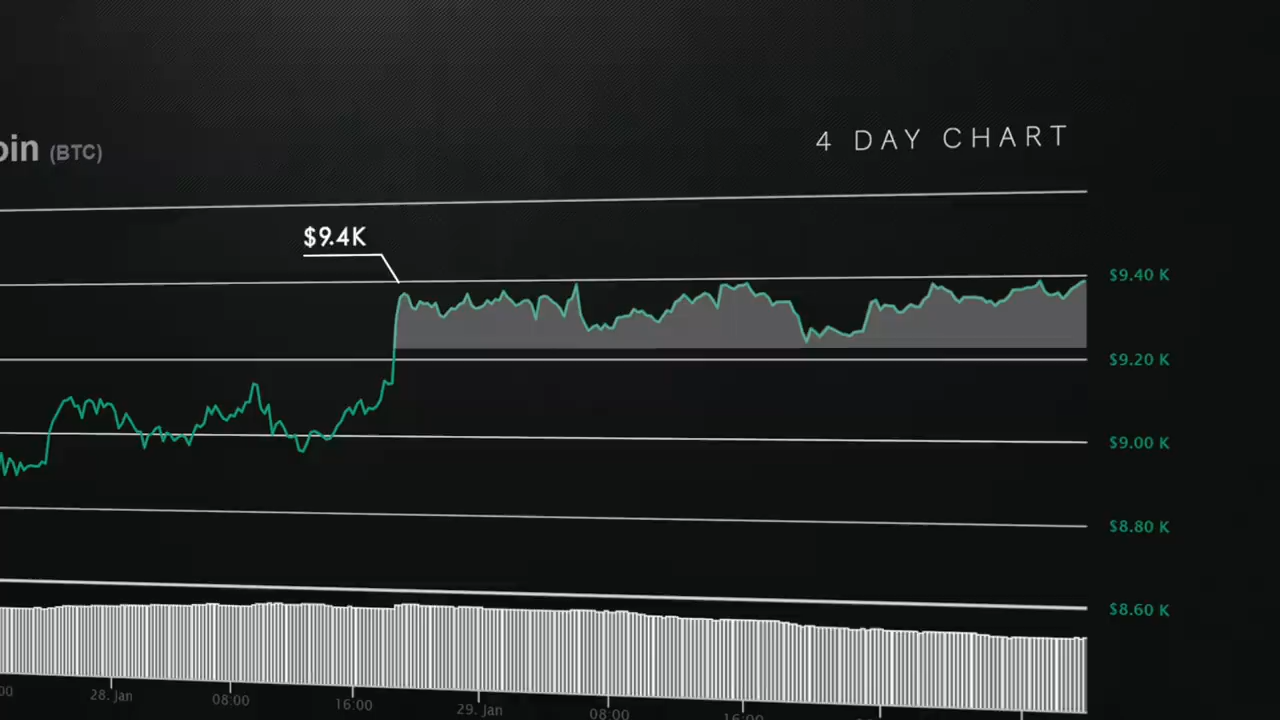 4 DAY CHART
oin (BTC)
$9.4K
$9.40 K
$9.20 K
$9.00 K
$8.80 K
$8.60 K
00 28. Jan 08:00 16:00 29. Jan 08:00 16:00